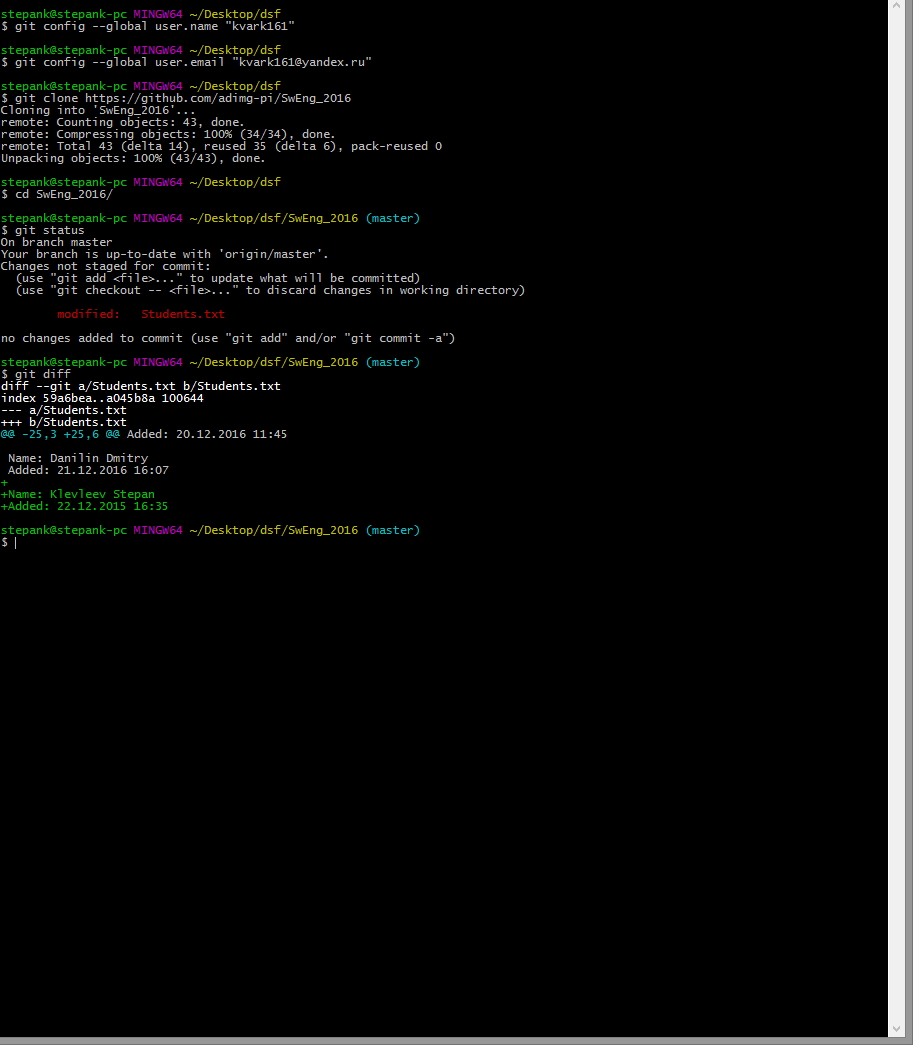 stepank@stepank-pc MINGW64 ~/Desktop/dsf
$ git config --global user.name "kvark161"
stepank@stepank-pc MINGW64 ~/Desktop/dsf
$ git config --global user.email "kvark161@yandex.ru"
stepank@stepank-pc MINGW64 ~/Desktop/dsf
$ git clone https://github.com/adimg-pi/SwEng_2016
Cloning into 'SwEng_2016'...
remote: Counting objects: 43, done.
remote: Compressing objects: 100% (34/34), done.
remote: Total 43 (delta 14), reused 35 (delta 6), pack-reused 0
Unpacking objects: 100% (43/43), done.
stepank@stepank-pc MINGW64 ~/Desktop/dsf
$ cd SwEng_2016/
stepank@stepank-pc MINGW64 ~/Desktop/dsf/SwEng_2016 (master)
$ git status
On branch master
Your branch is up-to-date with 'origin/master'.
Changes not staged for commit:
  (use "git add <file>..." to update what will be committed)
  (use "git checkout -- <file>..." to discard changes in working directory)
        modified:   Students.txt
no changes added to commit (use "git add" and/or "git commit -a")
stepank@stepank-pc MINGW64 ~/Desktop/dsf/SwEng_2016 (master)
$ git diff
diff --git a/Students.txt b/Students.txt
index 59a6bea..a045b8a 100644
--- a/Students.txt
+++ b/Students.txt
@@ -25,3 +25,6 @@ Added: 20.12.2016 11:45
 Name: Danilin Dmitry
 Added: 21.12.2016 16:07
+
+Name: Klevleev Stepan
+Added: 22.12.2015 16:35
stepank@stepank-pc MINGW64 ~/Desktop/dsf/SwEng_2016 (master)
$